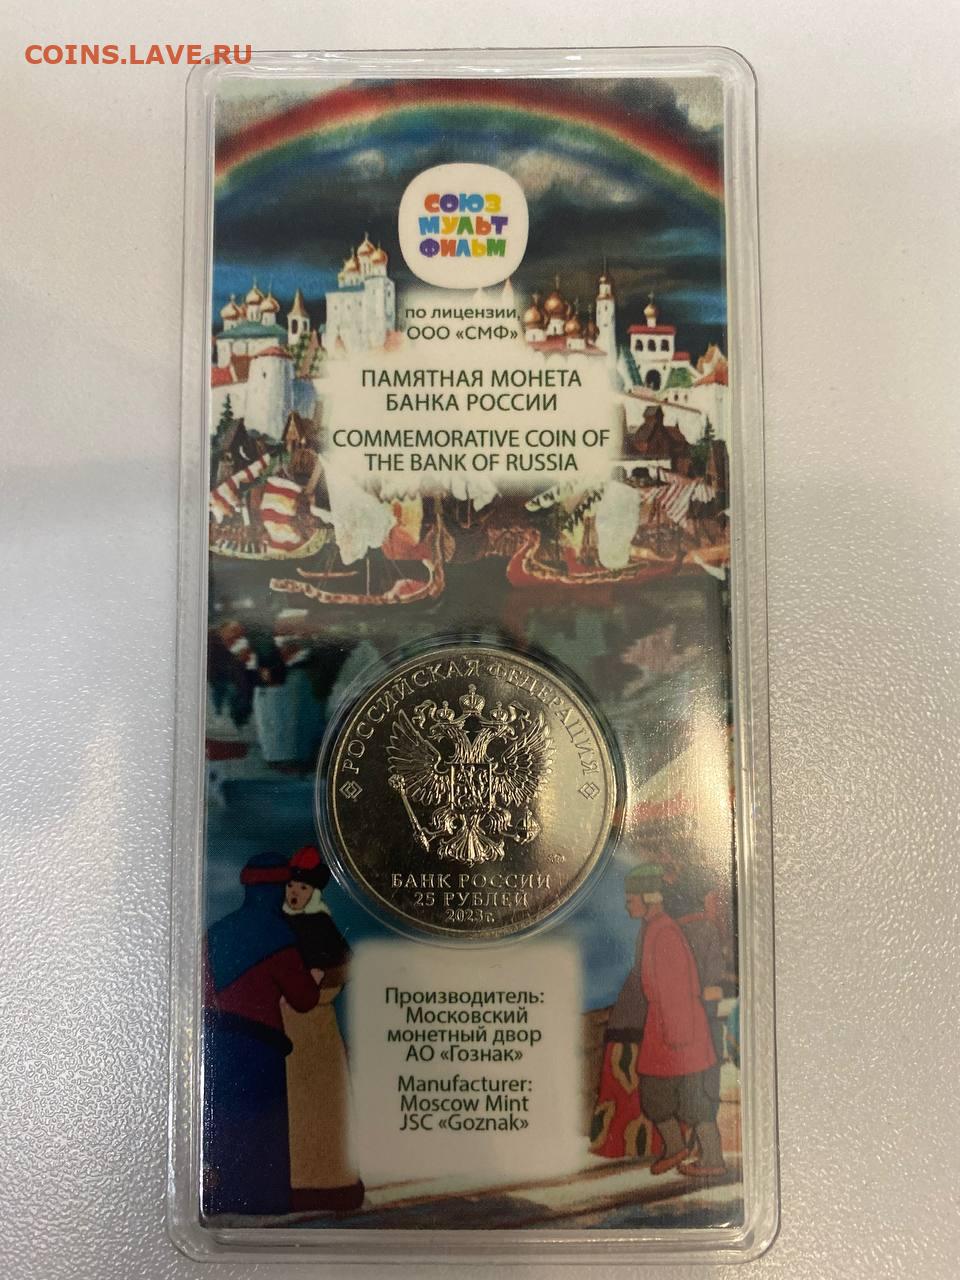 COINS.LAVE.RU
СОЮЗ
МУЛЬТ
ФИЛЬМ
по лицензии,
ООО «СМФ»
ПАМЯТНАЯ МОНЕТА
БАНКА РОССИИ
COMMEMORATIVE COIN OF
THE BANK OF RUSSIA
РОССИЙСКАЯ ФЕДЕРАЦИЯ
БАНК РОССИИ
25 РУБЛЕЙ
2023г.
Производитель:
Московский
монетный двор
АО «Гознак»
Manufacturer:
Moscow Mint
JSC «Goznak»